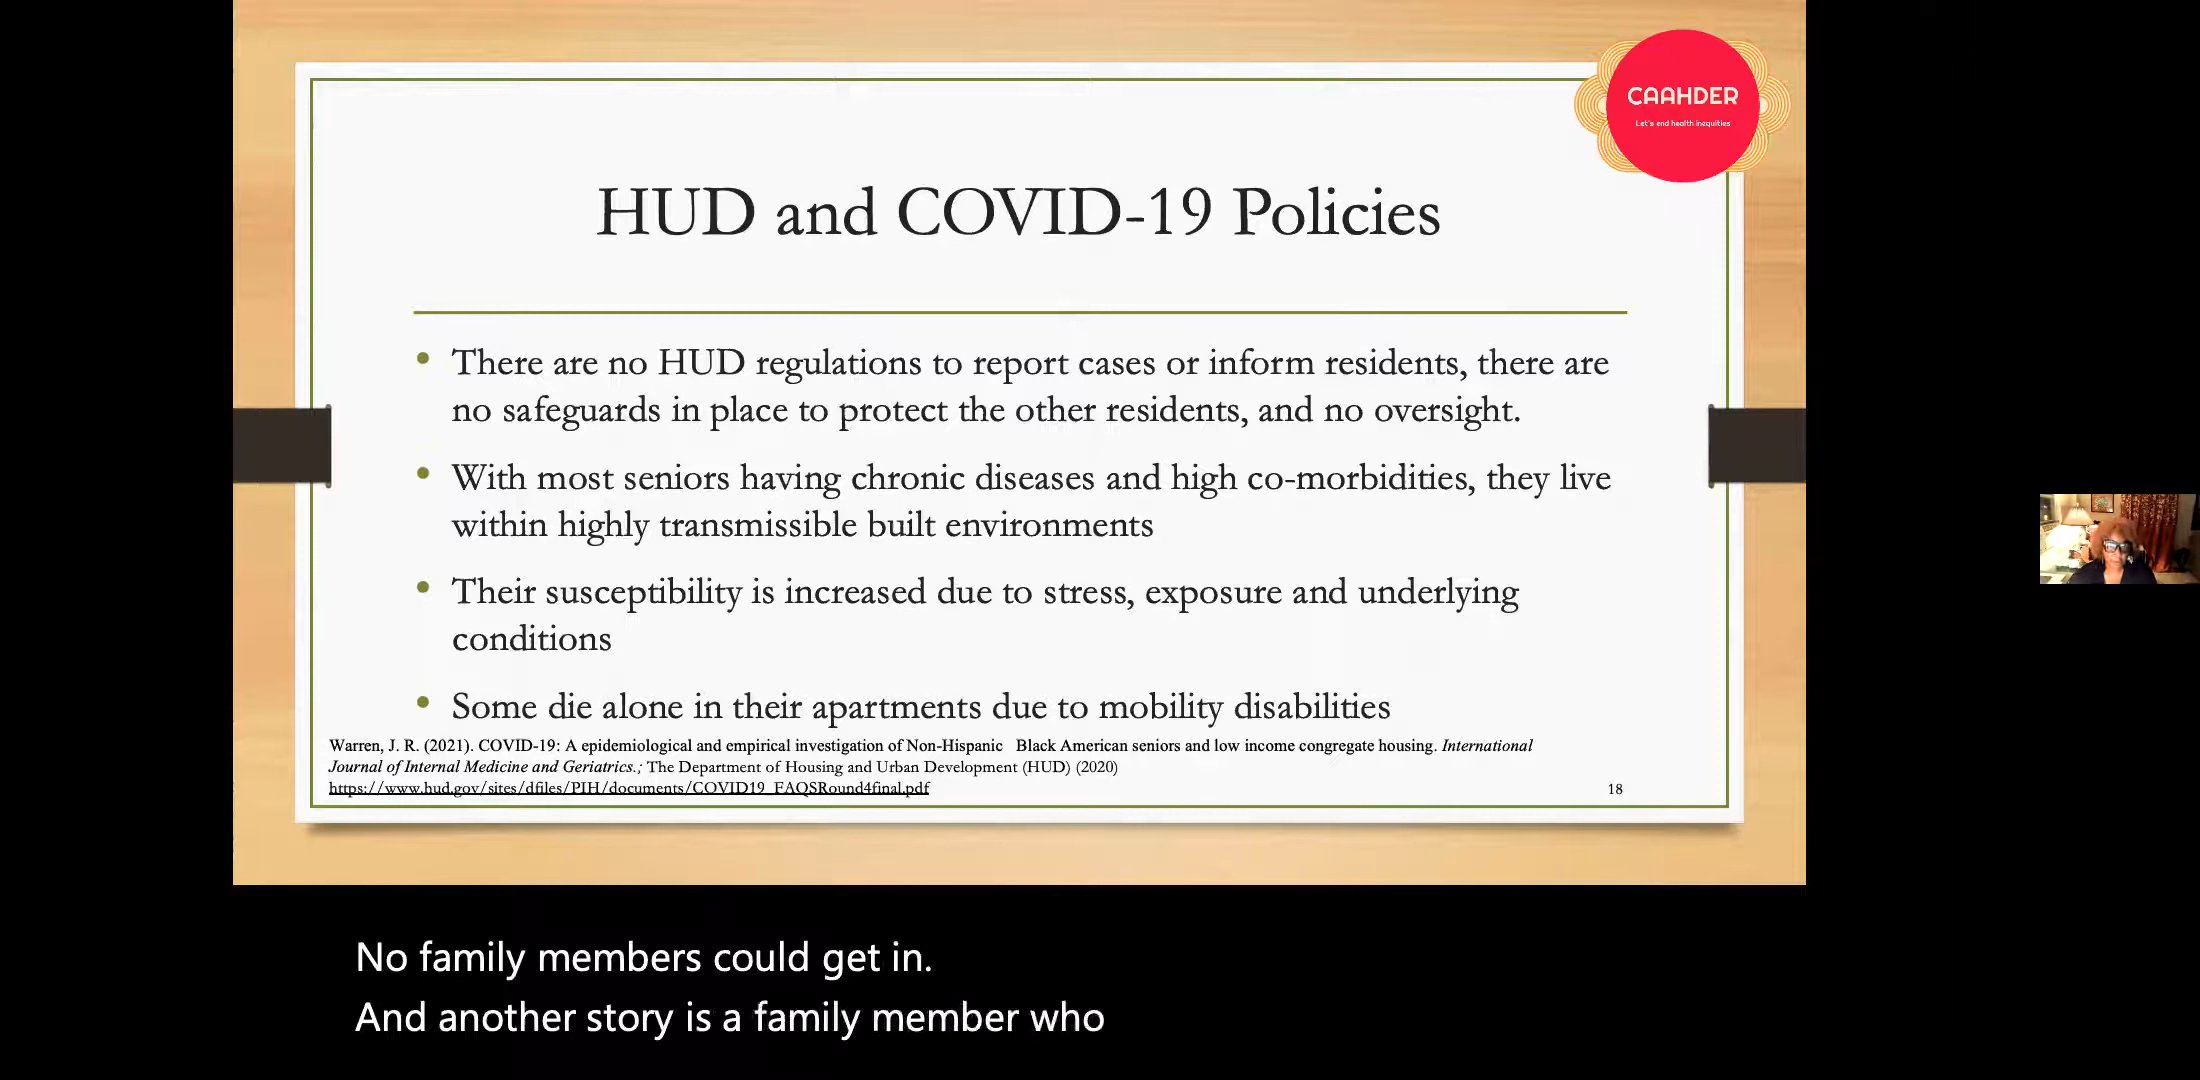 CAAHDER
Let's end health inequities
HUD and COVID-19 Policies
• There are no HUD regulations to report cases or inform residents, there are
no safeguards in place to protect the other residents, and no oversight.
• With most seniors having chronic diseases and high co-morbidities, they live
within highly transmissible built environments
• Their susceptibility is increased due to stress, exposure and underlying
conditions
• Some die alone in their apartments due to mobility disabilities
Warren, J. R. (2021). COVID-19: A epidemiological and empirical investigation of Non-Hispanic Black American seniors and low income congregate housing. International
Journal of Internal Medicine and Geriatrics.; The Department of Housing and Urban Development (HUD) (2020)
https://www.hud.gov/sites/dfiles/PIH/documents/COVID19_FAQSRound4final.pdf
18
No family members could get in.
And another story is a family member who